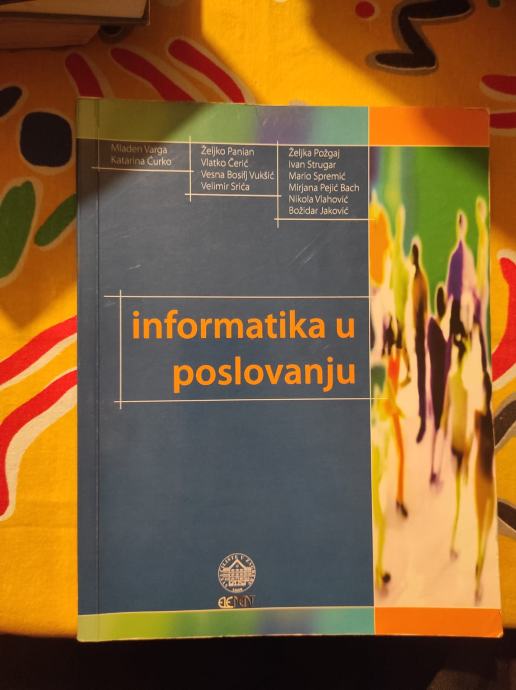 Mladen Varga
Katarina Ćurko
Željko Panian
Vlatko Čerić
Vesna Bosilj Vukšić
Velimir Srića
Željka Požgaj
Ivan Strugar
Mario Spremić
Mirjana Pejić Bach
Nikola Vlahović
Božidar Jaković
informatika u
poslovanju
ELEMENT